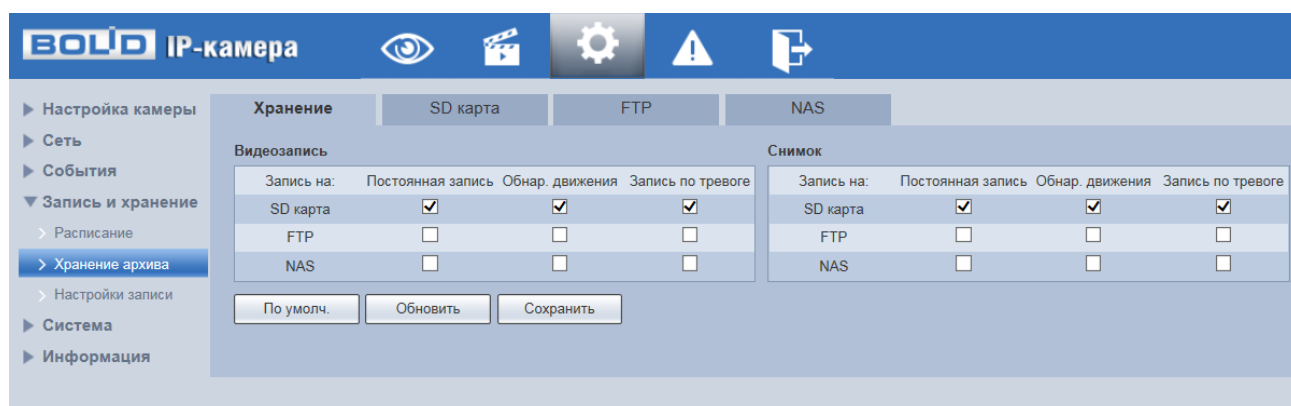 BOLID IP-камера
Настройка камеры
Сеть
События
Запись и хранение
Расписание
Хранение архива
Настройки записи
Система
Информация
Хранение SD карта FTP NAS
Видеозапись
Запись на: Постоянная запись Обнар. движения Запись по тревоге
SD карта
FTP
NAS
По умолч. Обновить Сохранить
Снимок
Запись на: Постоянная запись Обнар. движения Запись по тревоге
SD карта
FTP
NAS